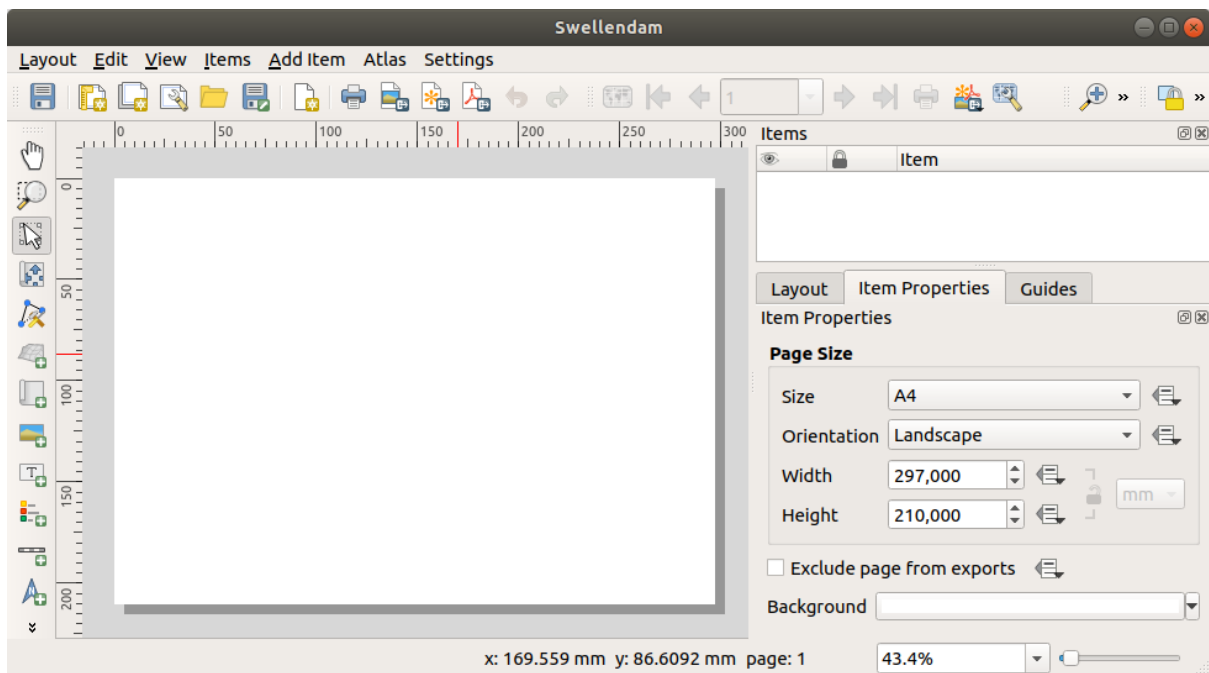 Swellendam
Layout Edit View Items Add Item Atlas Settings
1
»
»
0 50 100 150 200 250 300
Items
Item
0
50
100
150
200
Layout Item Properties Guides
Item Properties
Page Size
Size A4
Orientation Landscape
Width 297,000
mm
Height 210,000
Exclude page from exports
Background
x: 169.559 mm y: 86.6092 mm page: 1 43.4%